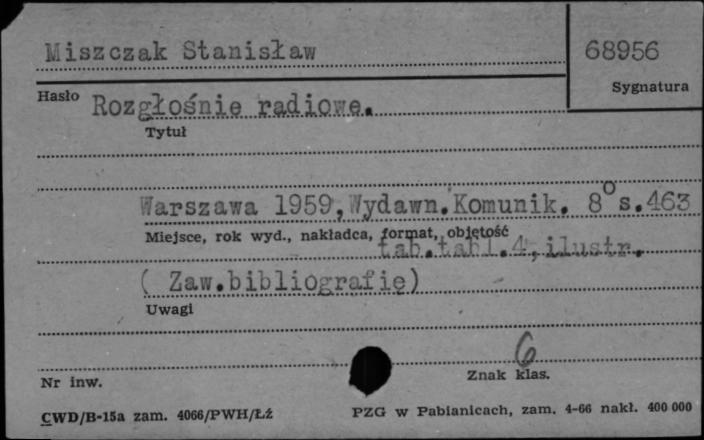 Miszczak Stanisław 68956
Sygnatura
Hasło Rozgłośnie radiowe.
Tytuł
Warszawa 1959,Wydawn.Komunik. 8° s.463
Miejsce, rok wyd., nakładca, format, objętość
tab.tabl.4,ilustr.
( Zaw.bibliografię)
Uwagi
6
Nr inw. Znak klas.
CWD/B-15a zam. 4066/PWH/Łź PZG w Pabianicach, zam. 4-66 nakł. 400 000